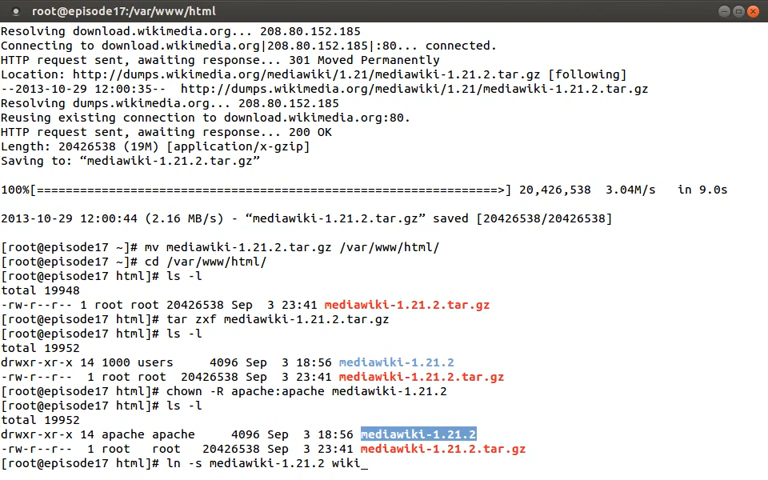 root@episode17:/var/www/html
Resolving download.wikimedia.org... 208.80.152.185
Connecting to download.wikimedia.org|208.80.152.185|:80... connected.
HTTP request sent, awaiting response... 301 Moved Permanently
Location: http://dumps.wikimedia.org/mediawiki/1.21/mediawiki-1.21.2.tar.gz [following]
--2013-10-29 12:00:35--  http://dumps.wikimedia.org/mediawiki/1.21/mediawiki-1.21.2.tar.gz
Resolving dumps.wikimedia.org... 208.80.152.185
Reusing existing connection to download.wikimedia.org:80.
HTTP request sent, awaiting response... 200 OK
Length: 20426538 (19M) [application/x-gzip]
Saving to: “mediawiki-1.21.2.tar.gz”
100%[================================================================>] 20,426,538  3.04M/s   in 9.0s
2013-10-29 12:00:44 (2.16 MB/s) - “mediawiki-1.21.2.tar.gz” saved [20426538/20426538]
[root@episode17 ~]# mv mediawiki-1.21.2.tar.gz /var/www/html/
[root@episode17 ~]# cd /var/www/html/
[root@episode17 html]# ls -l
total 19948
-rw-r--r-- 1 root root 20426538 Sep  3 23:41 mediawiki-1.21.2.tar.gz
[root@episode17 html]# tar zxf mediawiki-1.21.2.tar.gz
[root@episode17 html]# ls -l
total 19952
drwxr-xr-x 14 1000 users     4096 Sep  3 18:56 mediawiki-1.21.2
-rw-r--r--  1 root root  20426538 Sep  3 23:41 mediawiki-1.21.2.tar.gz
[root@episode17 html]# chown -R apache:apache mediawiki-1.21.2
[root@episode17 html]# ls -l
total 19952
drwxr-xr-x 14 apache apache     4096 Sep  3 18:56 mediawiki-1.21.2
-rw-r--r--  1 root   root   20426538 Sep  3 23:41 mediawiki-1.21.2.tar.gz
[root@episode17 html]# ln -s mediawiki-1.21.2 wiki_